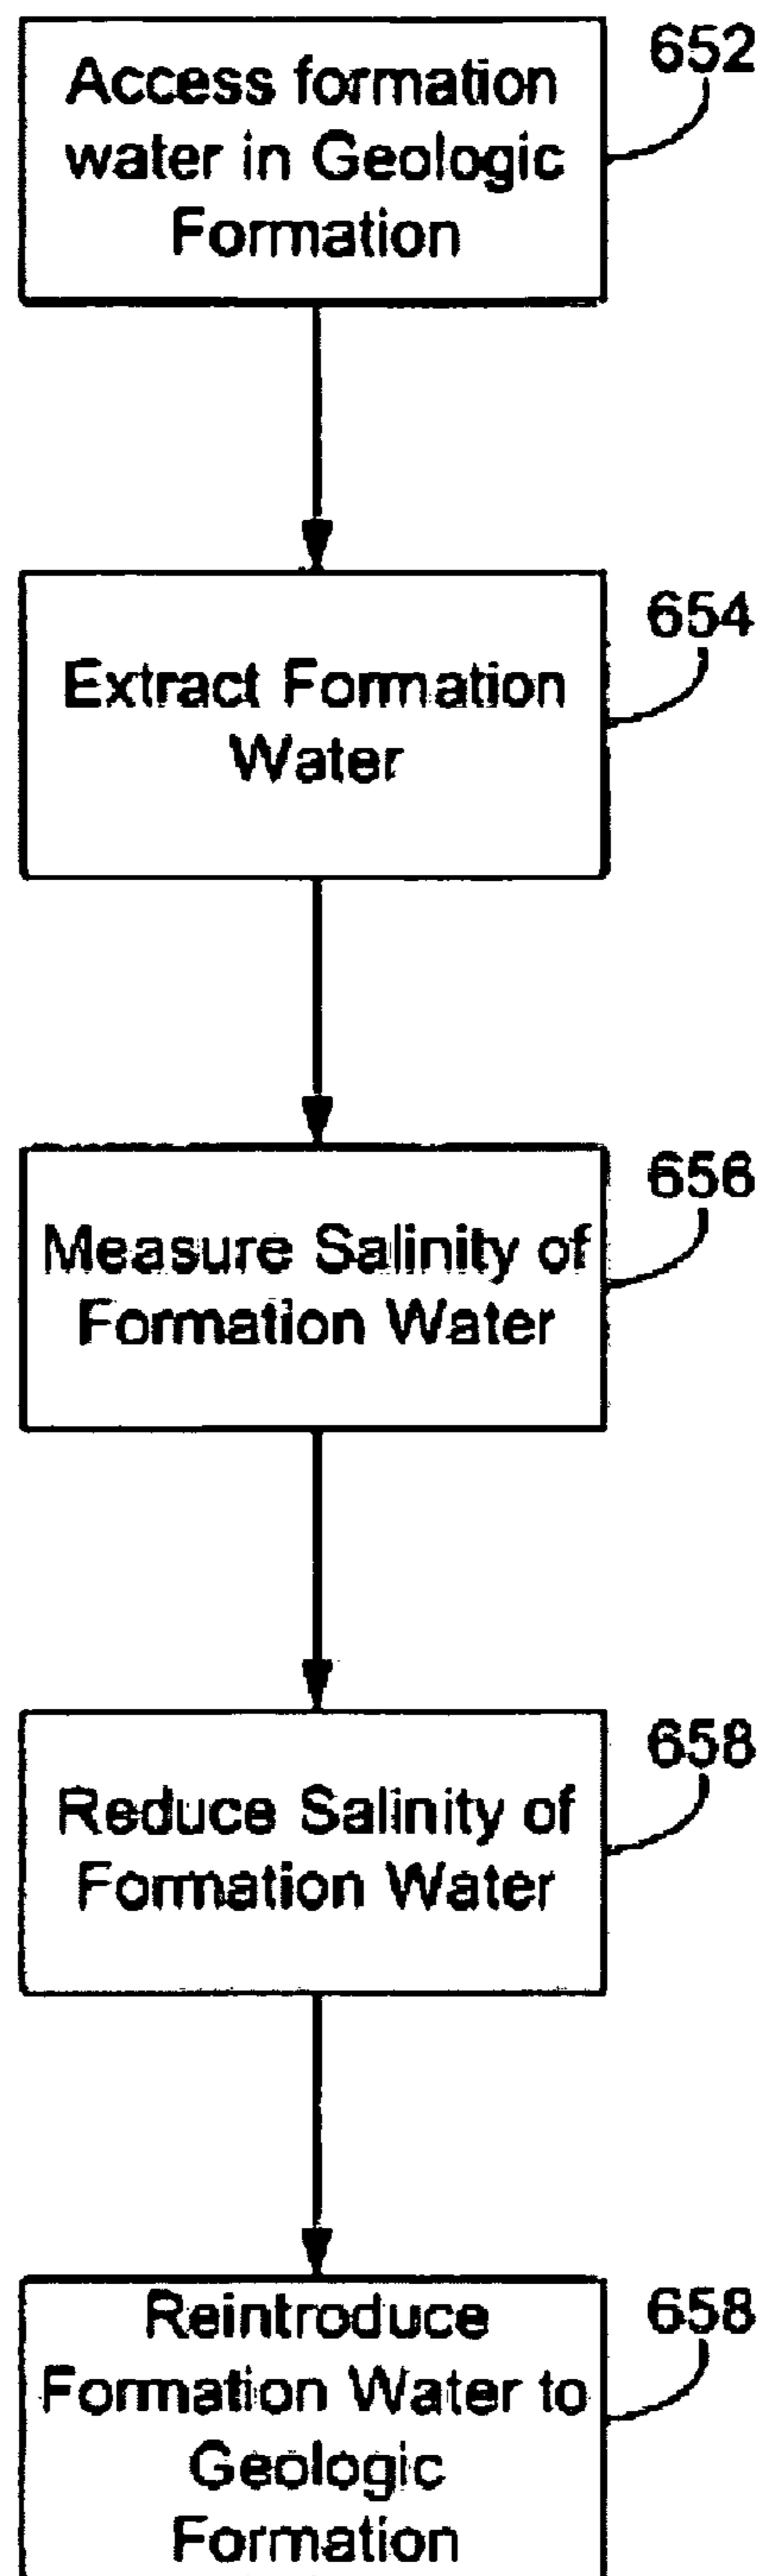 Access formation
water in Geologic
Formation
652
Extract Formation
Water
654
Measure Salinity of
Formation Water
656
Reduce Salinity of
Formation Water
658
Reintroduce
Formation Water to
Geologic
Formation
658